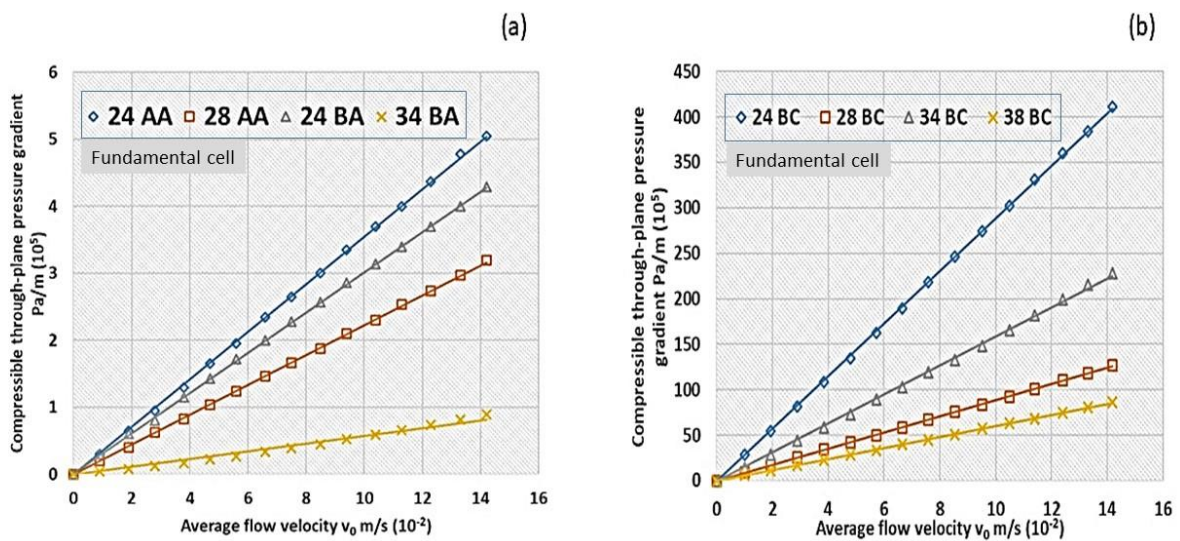 (a)
6
5
4
3
2
1
0
24 AA 28 AA 24 BA 34 BA
Fundamental cell
0 2 4 6 8 10 12 14 16
Compressible through-plane pressure gradient
Pa/m (10⁵)
Average flow velocity v₀ m/s (10⁻²)
(b)
450
400
350
300
250
200
150
100
50
0
24 BC 28 BC 34 BC 38 BC
Fundamental cell
0 2 4 6 8 10 12 14 16
Compressible through-plane pressure
gradient Pa/m (10⁵)
Average flow velocity v₀ m/s (10⁻²)